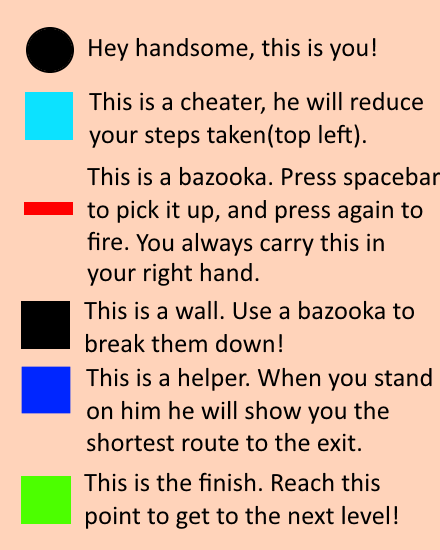 Hey handsome, this is you!
This is a cheater, he will reduce
your steps taken(top left).
This is a bazooka. Press spacebar
to pick it up, and press again to
fire. You always carry this in
your right hand.
This is a wall. Use a bazooka to
break them down!
This is a helper. When you stand
on him he will show you the
shortest route to the exit.
This is the finish. Reach this
point to get to the next level!